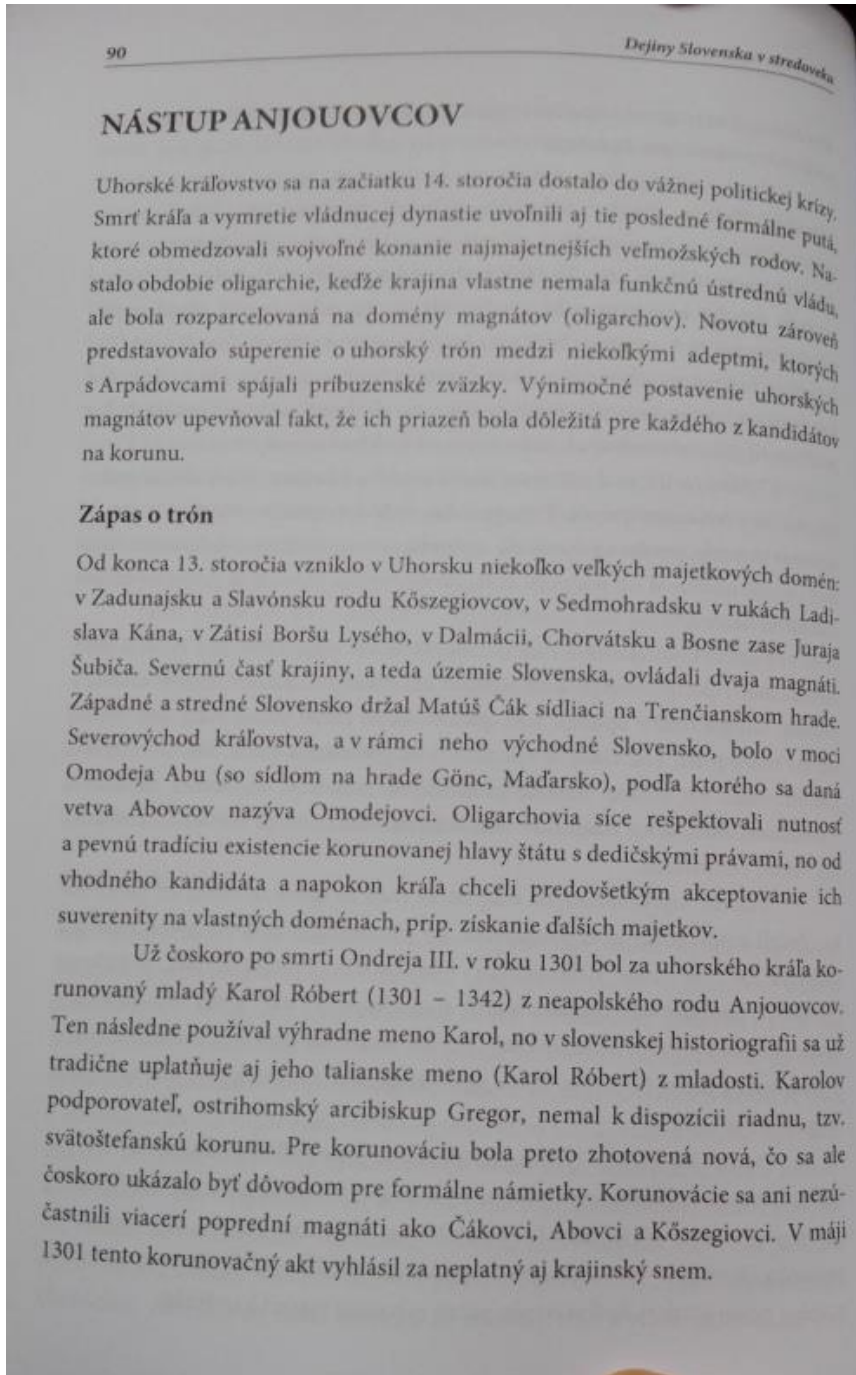 90
Dejiny Slovenska v stredoveku
NÁSTUP ANJOUOVCOV
Uhorské kráľovstvo sa na začiatku 14. storočia dostalo do vážnej politickej krízy.
Smrť kráľa a vymretie vládnucej dynastie uvoľnili aj tie posledné formálne putá,
ktoré obmedzovali svojvoľné konanie najmajetnejších veľmožských rodov. Na-
stalo obdobie oligarchie, keďže krajina vlastne nemala funkčnú ústrednú vládu,
ale bola rozparcelovaná na domény magnátov (oligarchov). Novotu zároveň
predstavovalo súperenie o uhorský trón medzi niekoľkými adeptmi, ktorých
s Arpádovcami spájali príbuzenské zväzky. Výnimočné postavenie uhorských
magnátov upevňoval fakt, že ich priazeň bola dôležitá pre každého z kandidátov
na korunu.
Zápas o trón
Od konca 13. storočia vzniklo v Uhorsku niekoľko veľkých majetkových domén:
v Zadunajsku a Slavónsku rodu Kőszegiovcov, v Sedmohradsku v rukách Ladi-
slava Kána, v Zátisí Boršu Lysého, v Dalmácii, Chorvátsku a Bosne zase Juraja
Šubiča. Severnú časť krajiny, a teda územie Slovenska, ovládali dvaja magnáti.
Západné a stredné Slovensko držal Matúš Čák sídliaci na Trenčianskom hrade.
Severovýchod kráľovstva, a v rámci neho východné Slovensko, bolo v moci
Omodeja Abu (so sídlom na hrade Gönc, Maďarsko), podľa ktorého sa daná
vetva Abovcov nazýva Omodejovci. Oligarchovia síce rešpektovali nutnosť
a pevnú tradíciu existencie korunovanej hlavy štátu s dedičskými právami, no od
vhodného kandidáta a napokon kráľa chceli predovšetkým akceptovanie ich
suverenity na vlastných doménach, príp. získanie ďalších majetkov.
Už čoskoro po smrti Ondreja III. v roku 1301 bol za uhorského kráľa ko-
runovaný mladý Karol Róbert (1301 – 1342) z neapolského rodu Anjouovcov.
Ten následne používal výhradne meno Karol, no v slovenskej historiografii sa už
tradične uplatňuje aj jeho talianske meno (Karol Róbert) z mladosti. Karolov
podporovateľ, ostrihomský arcibiskup Gregor, nemal k dispozícii riadnu, tzv.
svätoštefanskú korunu. Pre korunováciu bola preto zhotovená nová, čo sa ale
čoskoro ukázalo byť dôvodom pre formálne námietky. Korunovácie sa ani nezú-
častnili viacerí poprední magnáti ako Čákovci, Abovci a Kőszegiovci. V máji
1301 tento korunovačný akt vyhlásil za neplatný aj krajinský snem.